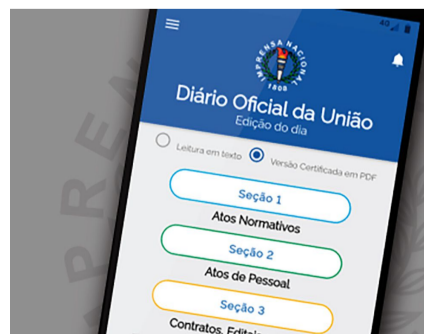 4G
IMPRENSA NACIONAL
1808
Diário Oficial da União
Edição do dia
Leitura em texto
Versão Certificada em PDF
Seção 1
Atos Normativos
Seção 2
Atos de Pessoal
Seção 3
Contratos,